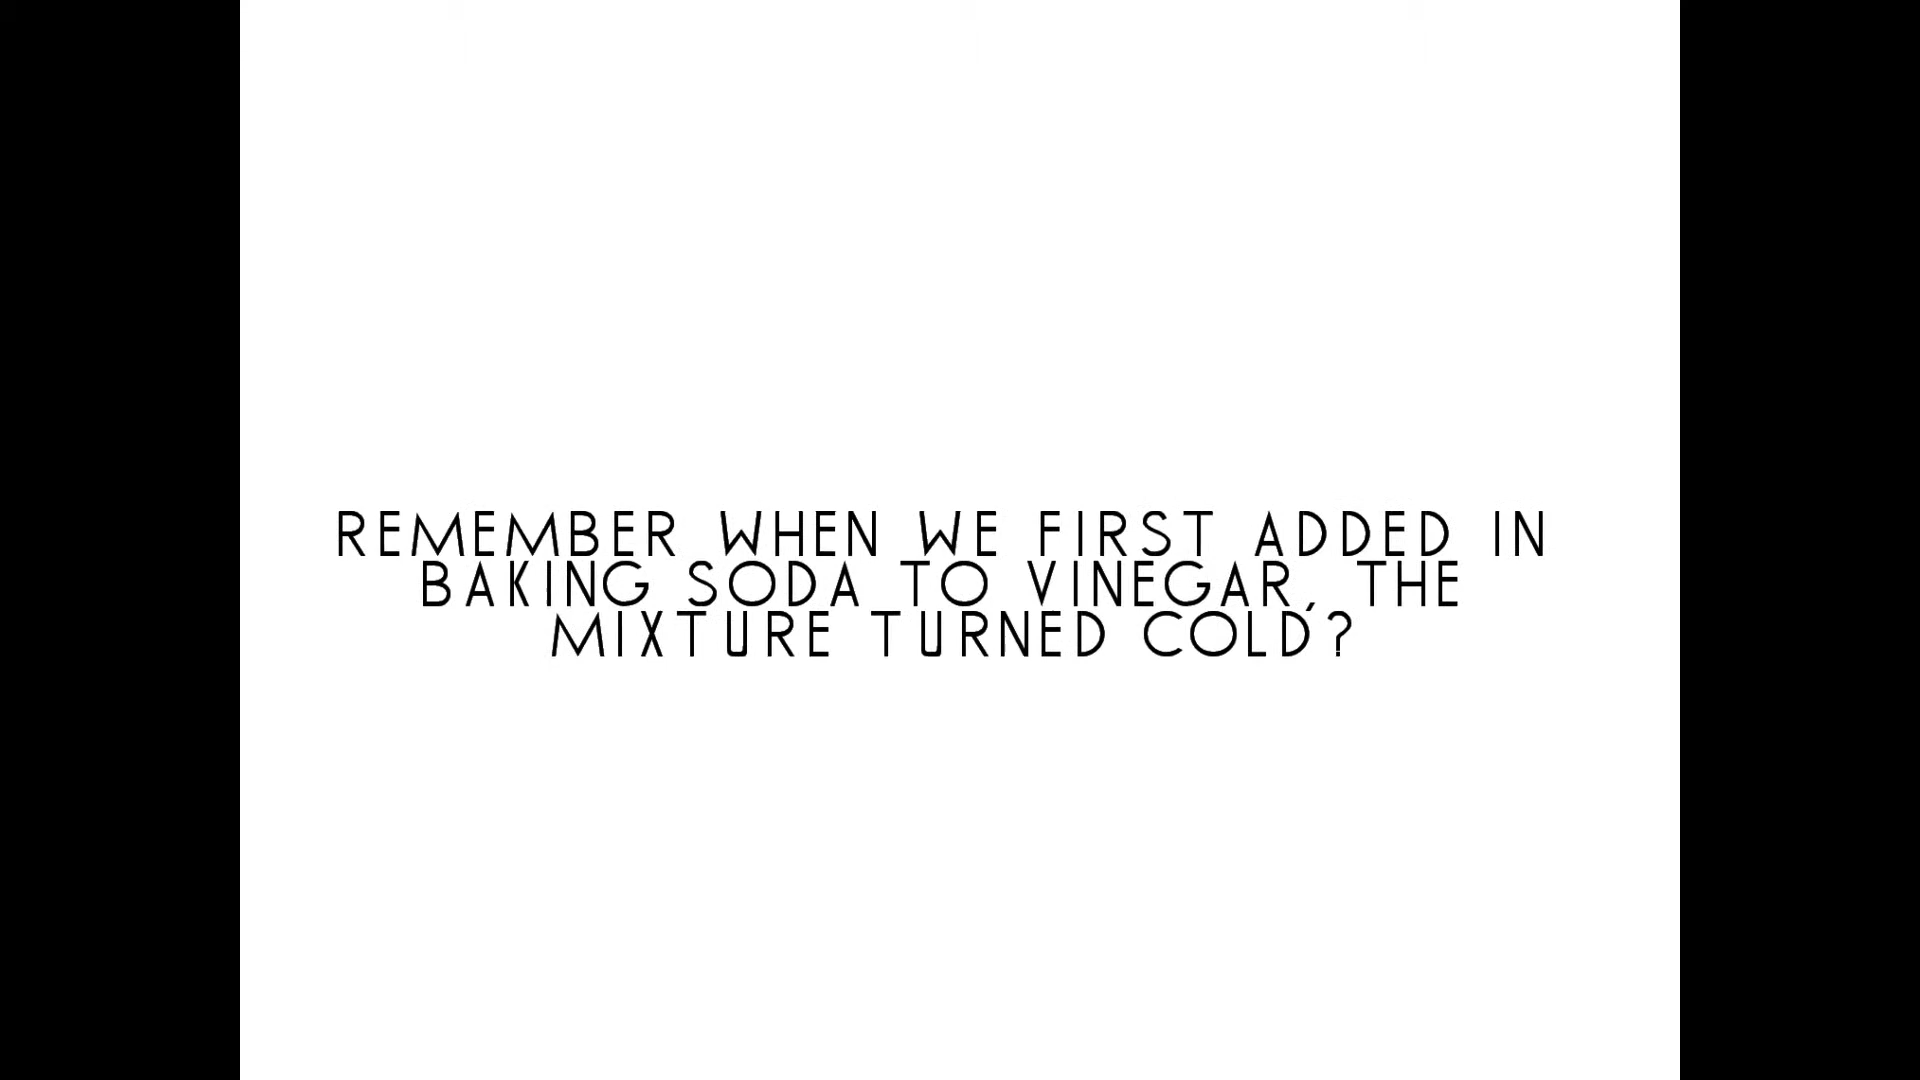 REMEMBER WHEN WE FIRST ADDED IN
BAKING SODA TO VINEGAR, THE
MIXTURE TURNED COLD?